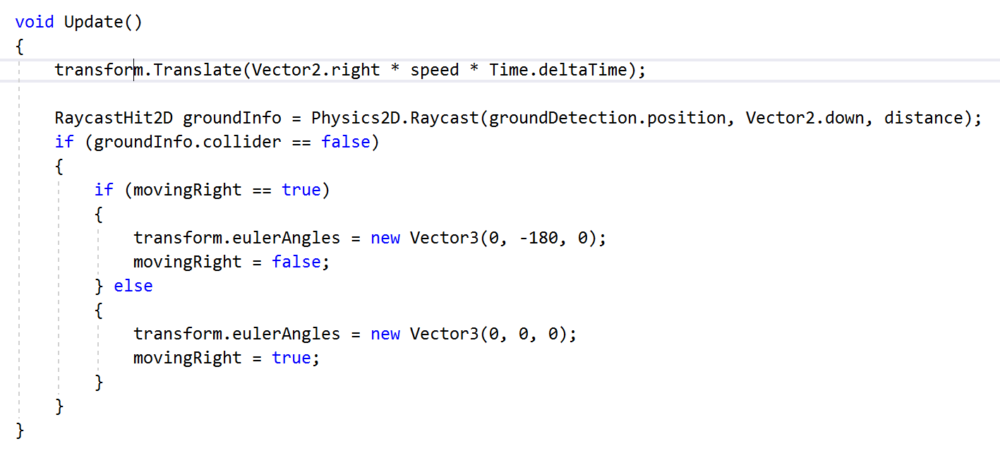 void Update()
{
    transform.Translate(Vector2.right * speed * Time.deltaTime);

    RaycastHit2D groundInfo = Physics2D.Raycast(groundDetection.position, Vector2.down, distance);
    if (groundInfo.collider == false)
    {
        if (movingRight == true)
        {
            transform.eulerAngles = new Vector3(0, -180, 0);
            movingRight = false;
        } else
        {
            transform.eulerAngles = new Vector3(0, 0, 0);
            movingRight = true;
        }
    }
}